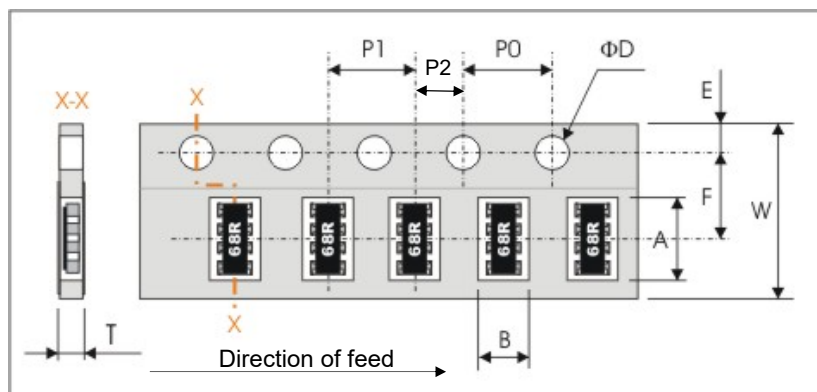 P1
P2
P0
ΦD
E
X-X
X
F
W
A
68R
68R
68R
68R
68R
X
B
T
Direction of feed